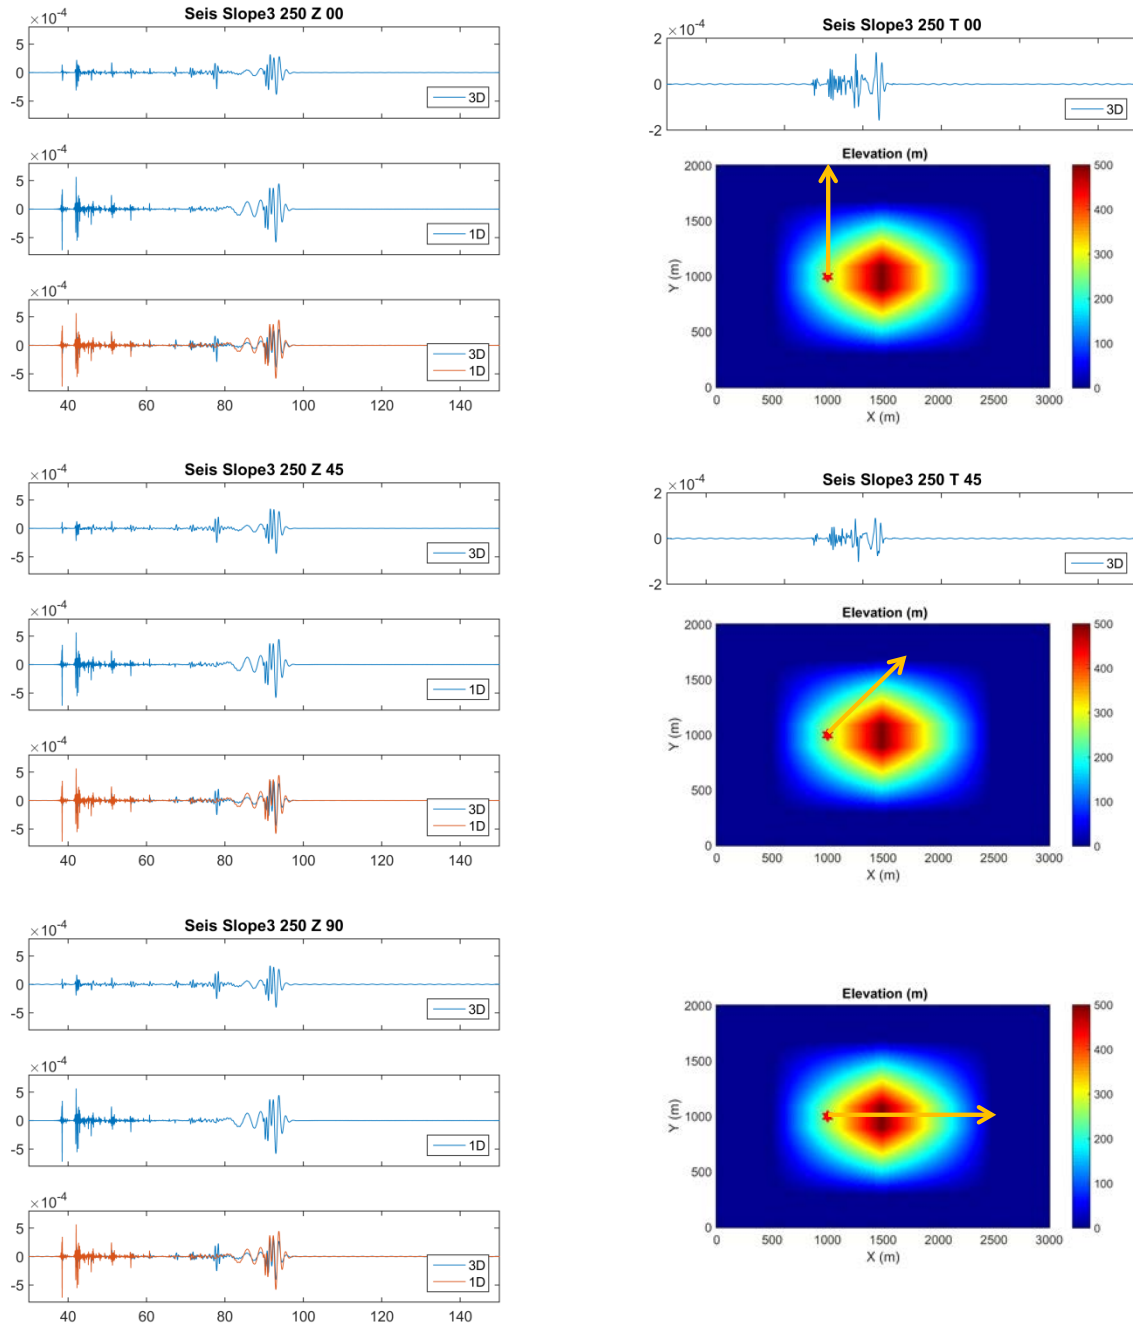 Seis Slope3 250 Z 00
×10^-4
5
0
-5
3D
×10^-4
5
0
-5
1D
×10^-4
5
0
-5
3D
1D
40 60 80 100 120 140
Seis Slope3 250 T 00
×10^-4
2
0
-2
3D
Elevation (m)
2000
1500
1000
500
0
Y (m)
0 500 1000 1500 2000 2500 3000
X (m)
500
400
300
200
100
0
Seis Slope3 250 Z 45
×10^-4
5
0
-5
3D
×10^-4
5
0
-5
1D
×10^-4
5
0
-5
3D
1D
40 60 80 100 120 140
Seis Slope3 250 T 45
×10^-4
2
0
-2
3D
Elevation (m)
2000
1500
1000
500
0
Y (m)
0 500 1000 1500 2000 2500 3000
X (m)
500
400
300
200
100
0
Seis Slope3 250 Z 90
×10^-4
5
0
-5
3D
×10^-4
5
0
-5
1D
×10^-4
5
0
-5
3D
1D
40 60 80 100 120 140
Elevation (m)
2000
1500
1000
500
0
Y (m)
0 500 1000 1500 2000 2500 3000
X (m)
500
400
300
200
100
0